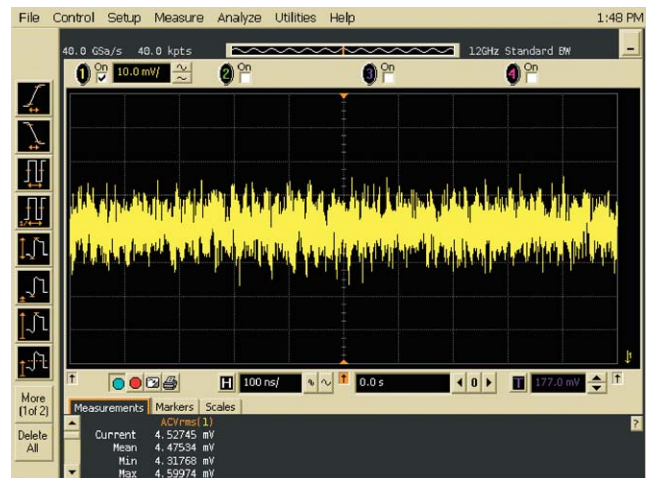 File Control Setup Measure Analyze Utilities Help 1:48 PM
40.0 GSa/s 40.0 kpts 12GHz Standard BW
1 On 10.0 mV/ 2 On 3 On 4 On
H 100 ns/ 0.0 s 0 T 177.0 mV
More
(1of 2)
Delete
All
Measurements Markers Scales
ACVrms(1)
Current 4.52745 mV
Mean 4.47534 mV
Min 4.31768 mV
Max 4.59974 mV
?